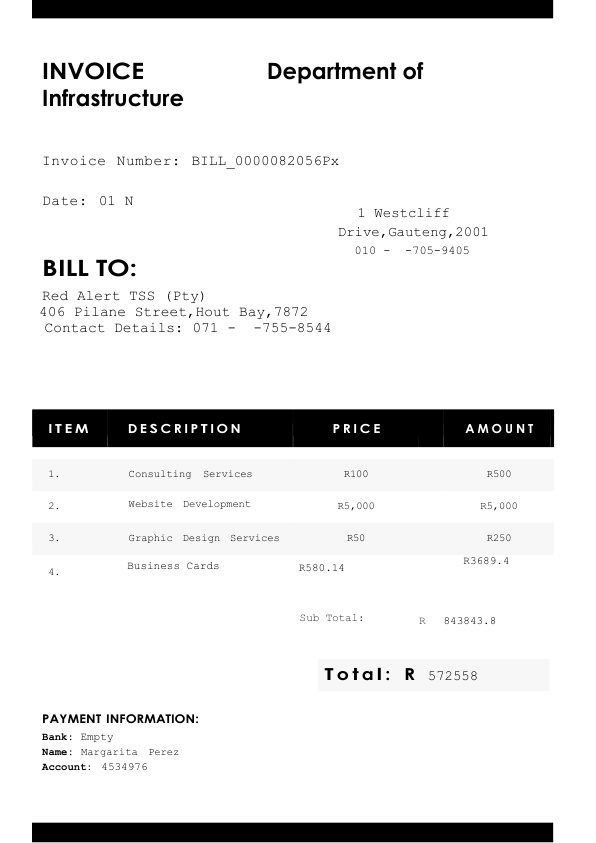 INVOICE Department of
Infrastructure
Invoice Number: BILL_0000082056Px
Date: 01 N
1 Westcliff
Drive,Gauteng,2001
010 - -705-9405
BILL TO:
Red Alert TSS (Pty)
406 Pilane Street,Hout Bay,7872
Contact Details: 071 - -755-8544
ITEM DESCRIPTION PRICE AMOUNT
1. Consulting Services R100 R500
2. Website Development R5,000 R5,000
3. Graphic Design Services R50 R250
4. Business Cards R580.14 R3689.4
Sub Total: R 843843.8
Total: R 572558
PAYMENT INFORMATION:
Bank: Empty
Name: Margarita Perez
Account: 4534976